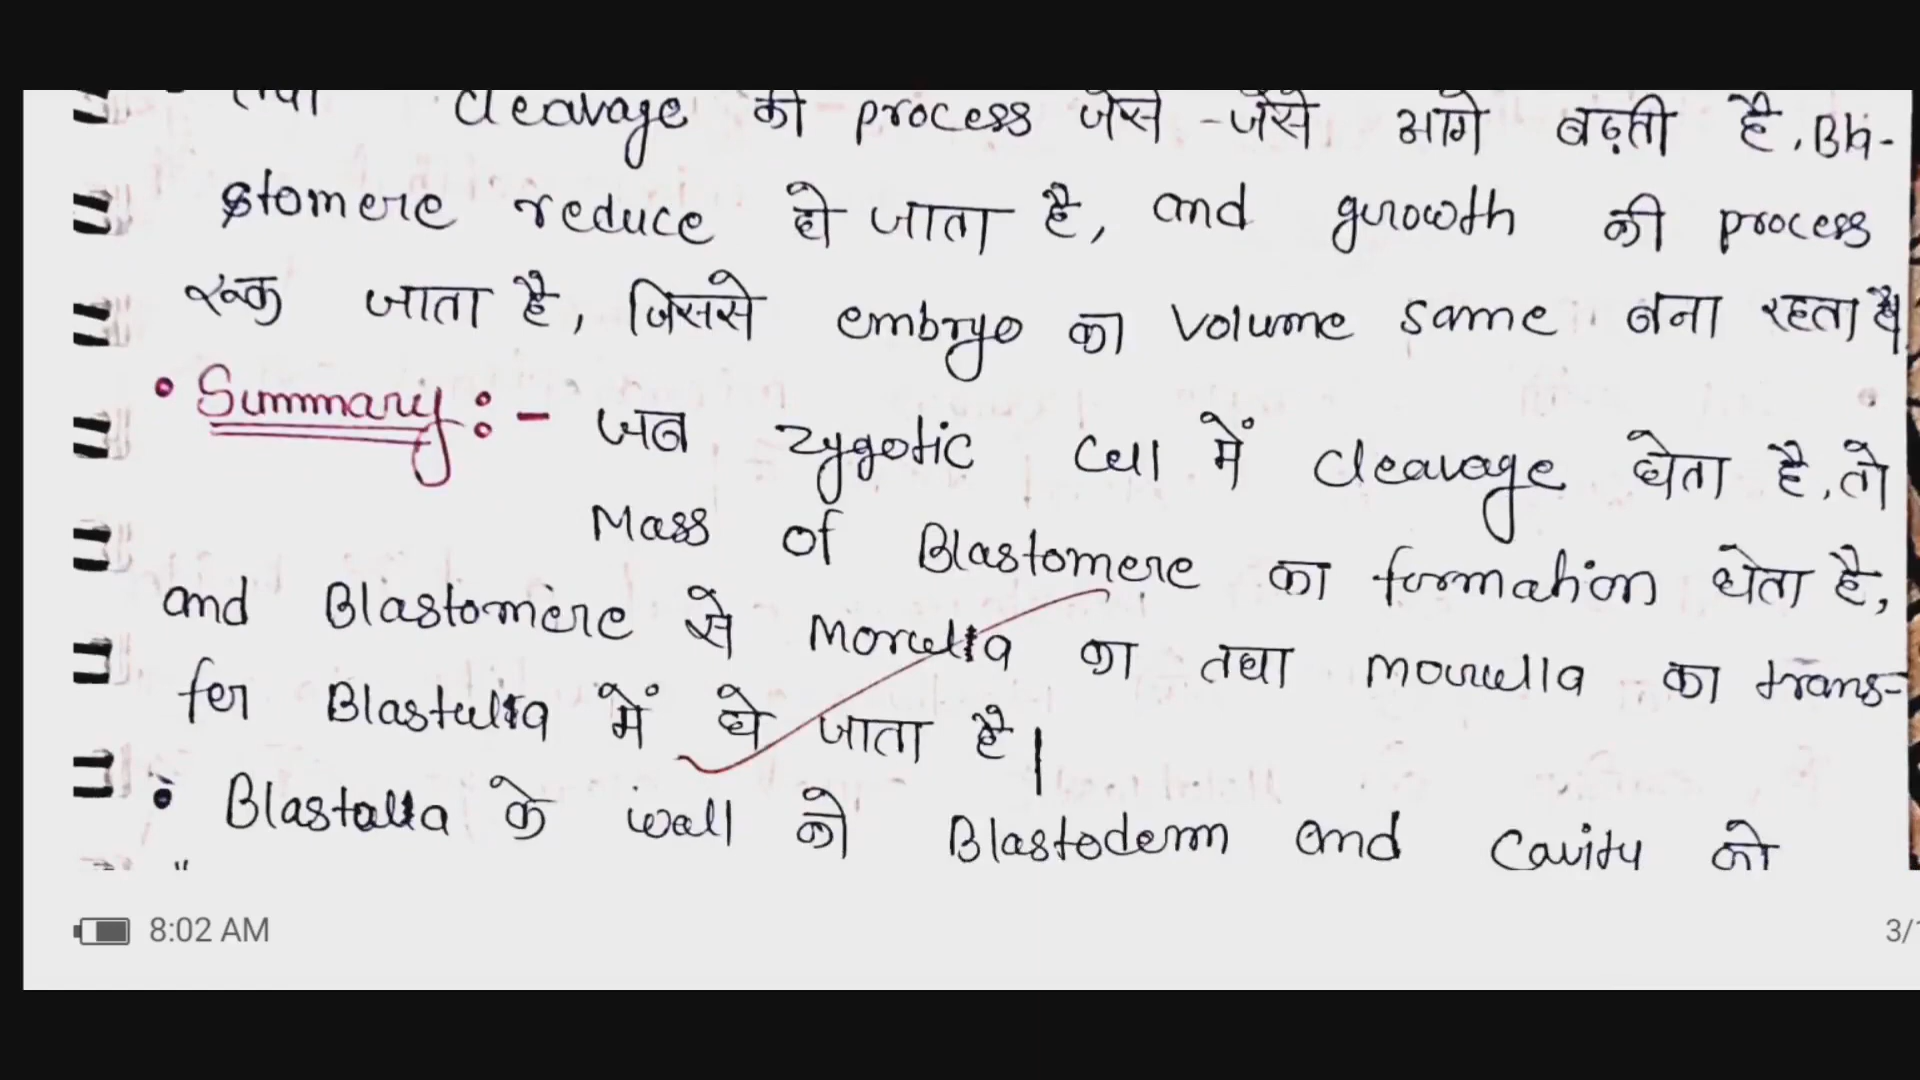 तथा cleavage की process जैसे-जैसे आगे बढ़ती है, Bla-
stomere reduce हो जाता है, and growth की process
रूक जाता है, जिससे embryo का volume same बना रहता है।
• Summary :- जब zygotic cell में cleavage होता है, तो
Mass of Blastomere का formation होता है,
and Blastomere से Morulla का तथा Morulla का trans-
fer Blastulla में हो जाता है।
• Blastulla के wall को Blastoderm and cavity को
8:02 AM